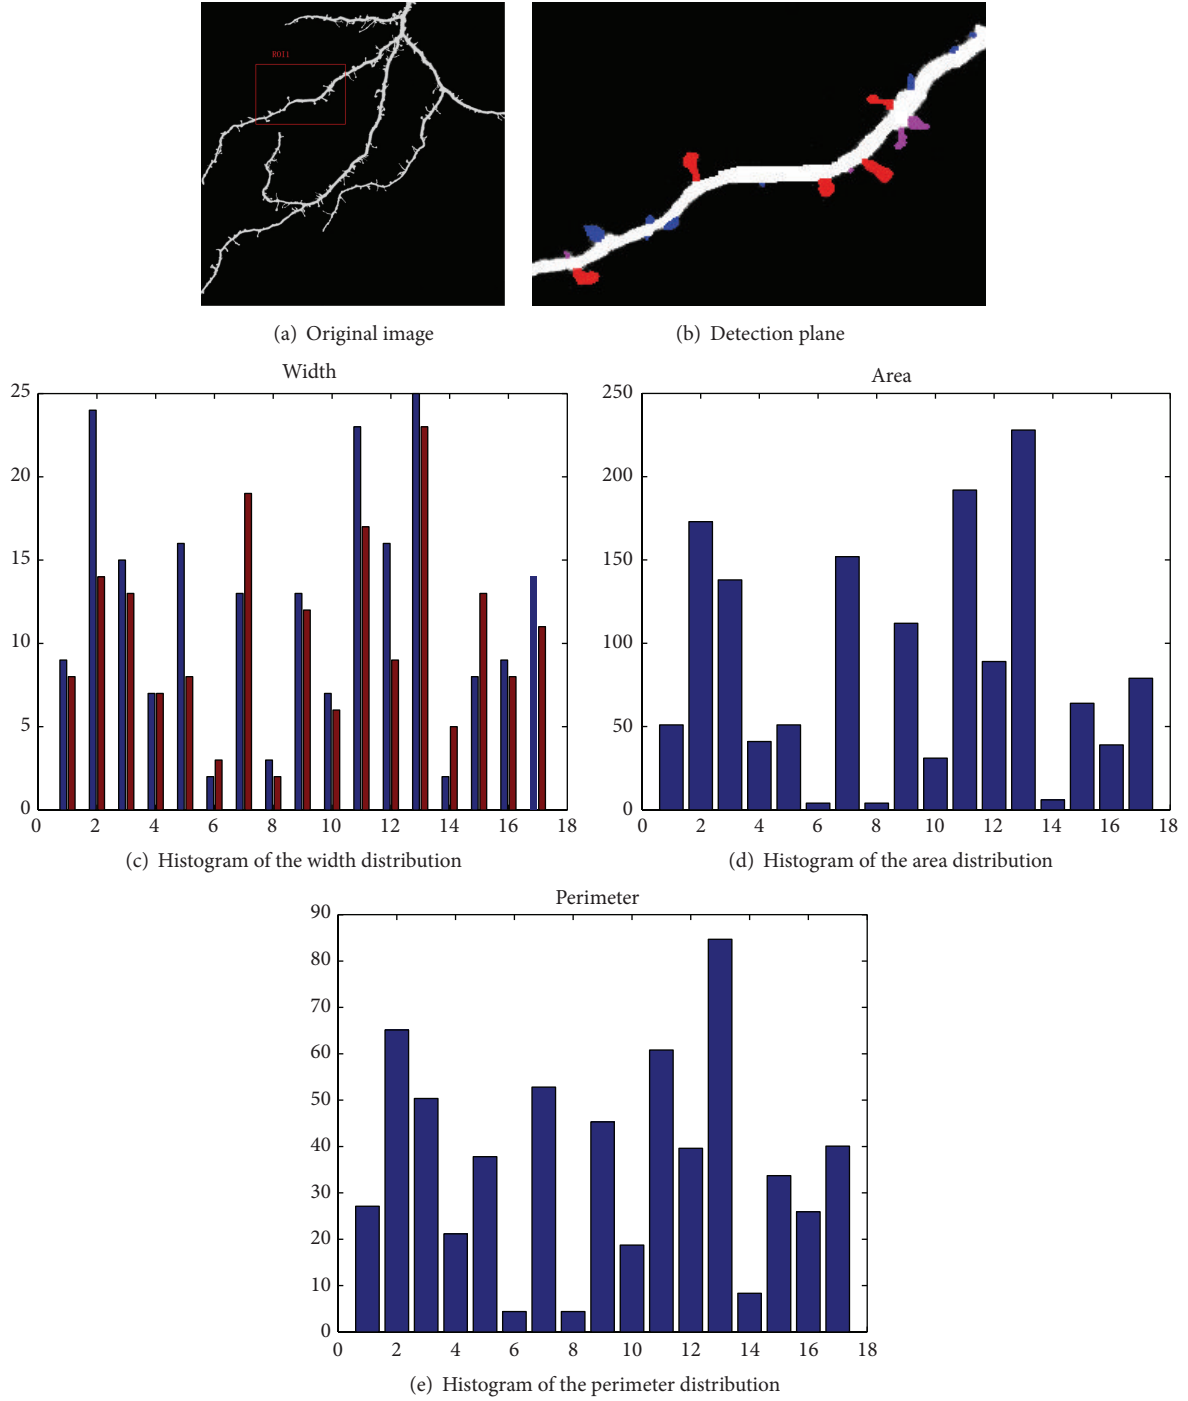 ROI1
(a) Original image
(b) Detection plane
Width
25
20
15
10
5
0
0 2 4 6 8 10 12 14 16 18
(c) Histogram of the width distribution
Area
250
200
150
100
50
0
0 2 4 6 8 10 12 14 16 18
(d) Histogram of the area distribution
Perimeter
90
80
70
60
50
40
30
20
10
0
0 2 4 6 8 10 12 14 16 18
(e) Histogram of the perimeter distribution